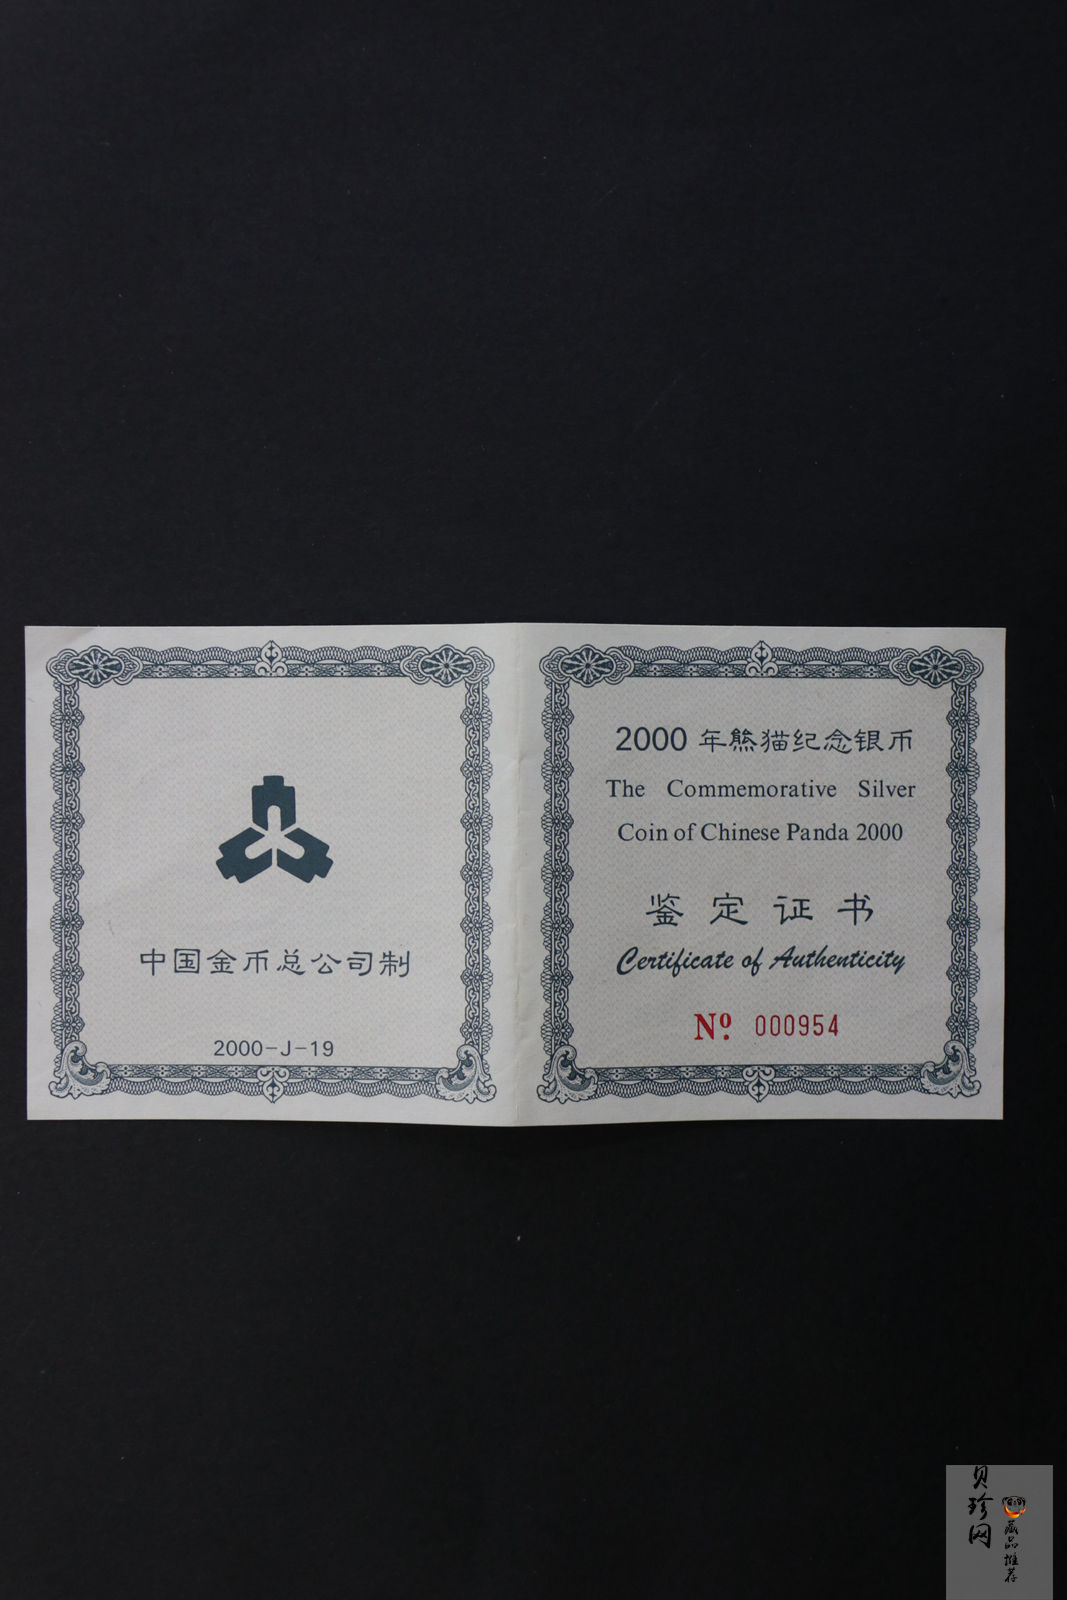 中国金币总公司制
2000-J-19
2000 年熊猫纪念银币
The Commemorative Silver
Coin of Chinese Panda 2000
鉴定证书
Certificate of Authenticity
Nº. 000954
贝珍网
藏品推荐